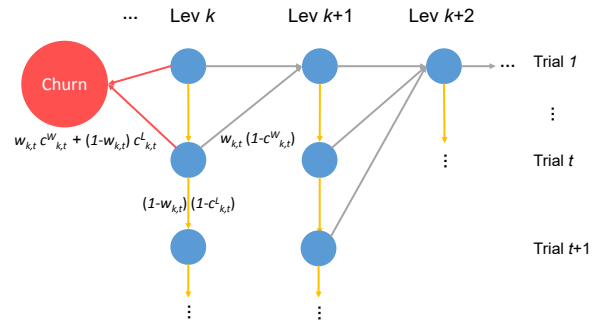 ... Lev k Lev k+1 Lev k+2
Churn
... Trial 1
⋮
w_{k,t} c^W_{k,t} + (1-w_{k,t}) c^L_{k,t}
w_{k,t} (1-c^W_{k,t})
⋮ Trial t
(1-w_{k,t}) (1-c^L_{k,t})
Trial t+1
⋮ ⋮